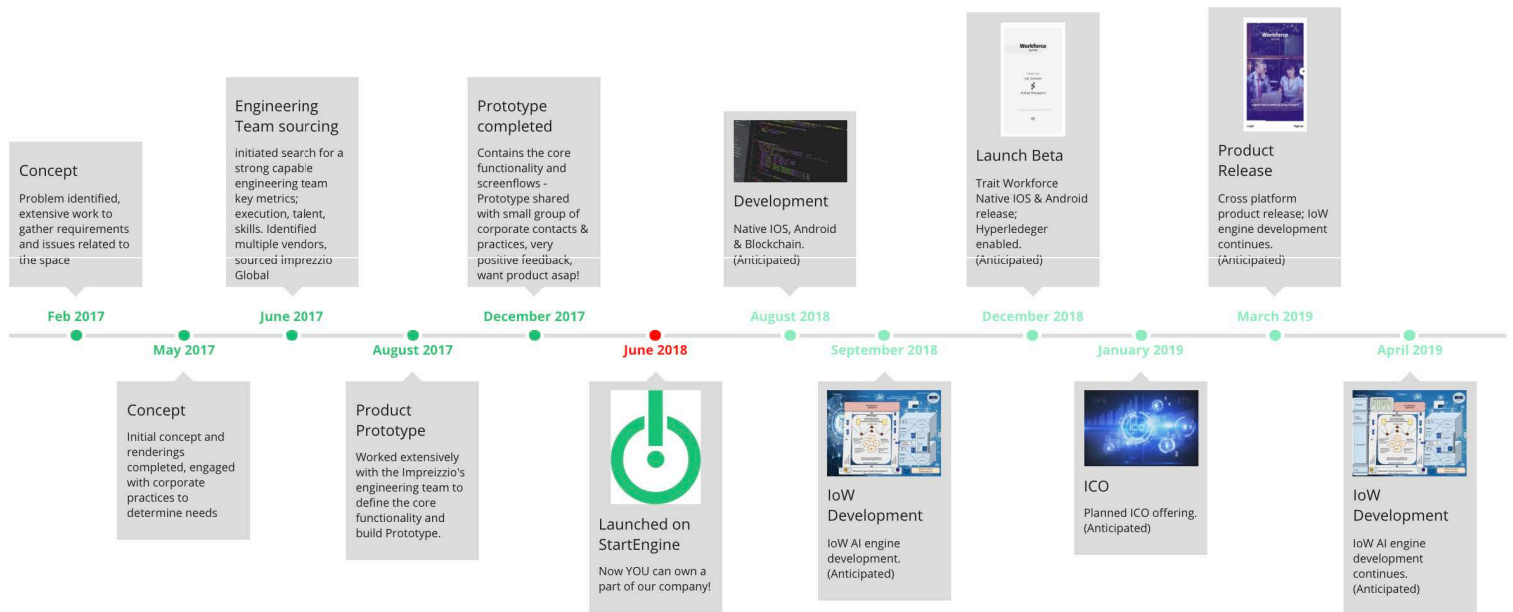 Concept
Problem identified,
extensive work to
gather requirements
and issues related to
the space
Feb 2017
May 2017
Concept
Initial concept and
renderings
completed, engaged
with corporate
practices to
determine needs
Engineering
Team sourcing
initiated search for a
strong capable
engineering team
key metrics;
execution, talent,
skills. Identified
multiple vendors,
sourced Imprezzio
Global
June 2017
August 2017
Product
Prototype
Worked extensively
with the Impreizzio's
engineering team to
define the core
functionality and
build Prototype.
Prototype
completed
Contains the core
functionality and
screenflows -
Prototype shared
with small group of
corporate contacts &
practices, very
positive feedback,
want product asap!
December 2017
June 2018
Launched on
StartEngine
Now YOU can own a
part of our company!
Development
Native IOS, Android
& Blockchain.
(Anticipated)
August 2018
September 2018
IoW
Development
IoW AI engine
development.
(Anticipated)
Workforce
Launch Beta
Trait Workforce
Native IOS & Android
release;
Hyperledeger
enabled.
(Anticipated)
December 2018
January 2019
ICO
ICO
Planned ICO offering.
(Anticipated)
Workforce
Product
Release
Cross platform
product release; IoW
engine development
continues.
(Anticipated)
March 2019
April 2019
IoW
Development
IoW AI engine
development
continues.
(Anticipated)